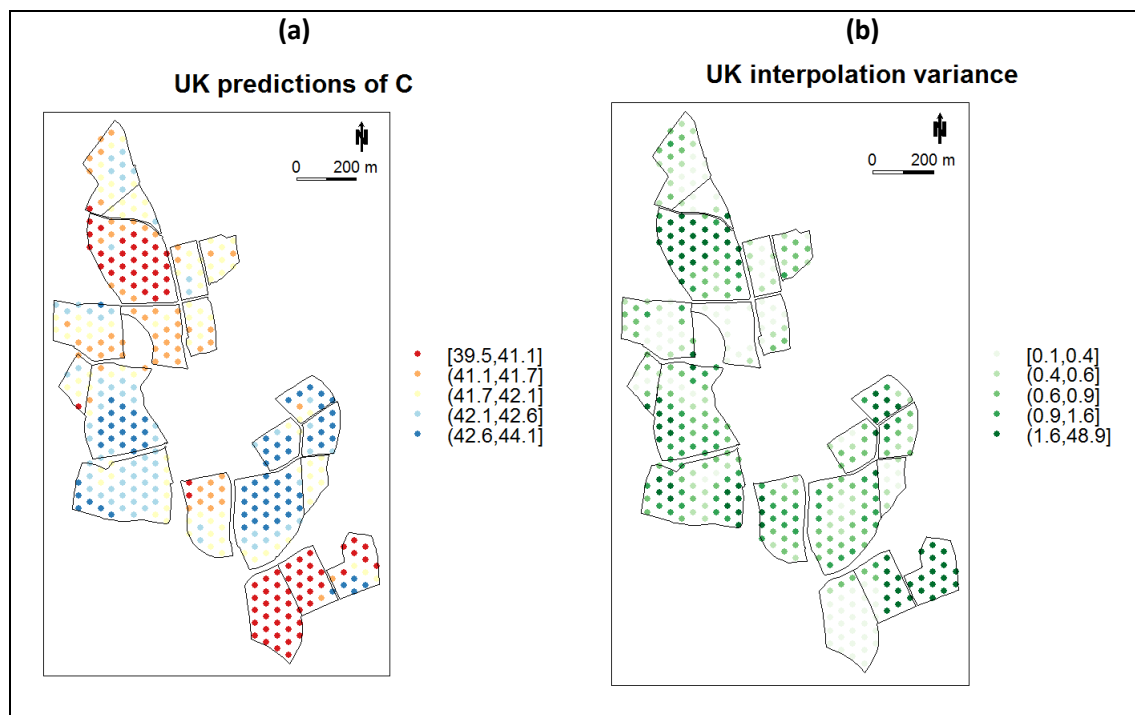 (a)
UK predictions of C
N
0 200 m
[39.5,41.1]
(41.1,41.7]
(41.7,42.1]
(42.1,42.6]
(42.6,44.1]
(b)
UK interpolation variance
N
0 200 m
[0.1,0.4]
(0.4,0.6]
(0.6,0.9]
(0.9,1.6]
(1.6,48.9]